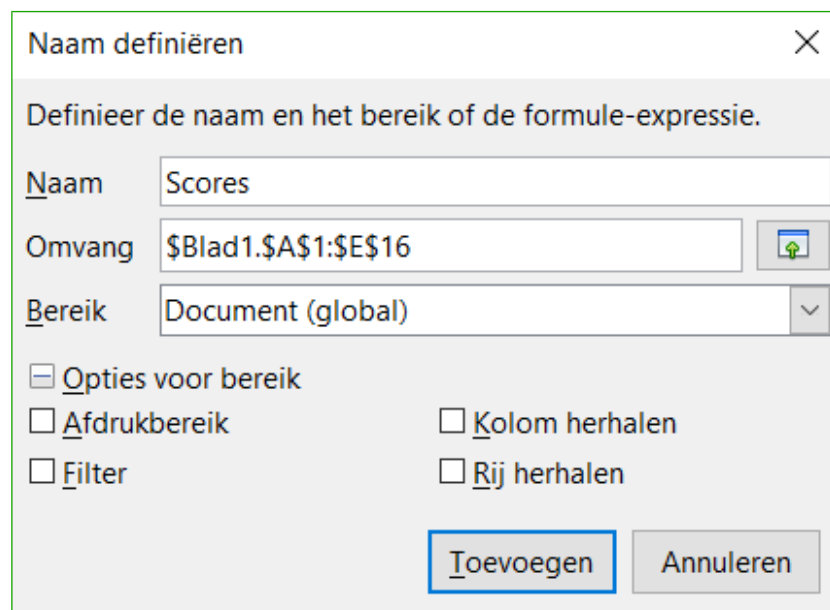 Naam definiëren
Definieer de naam en het bereik of de formule-expressie.
Naam Scores
Omvang $Blad1.$A$1:$E$16
Bereik Document (global)
Opties voor bereik
Afdrukbereik Kolom herhalen
Filter Rij herhalen
Toevoegen Annuleren